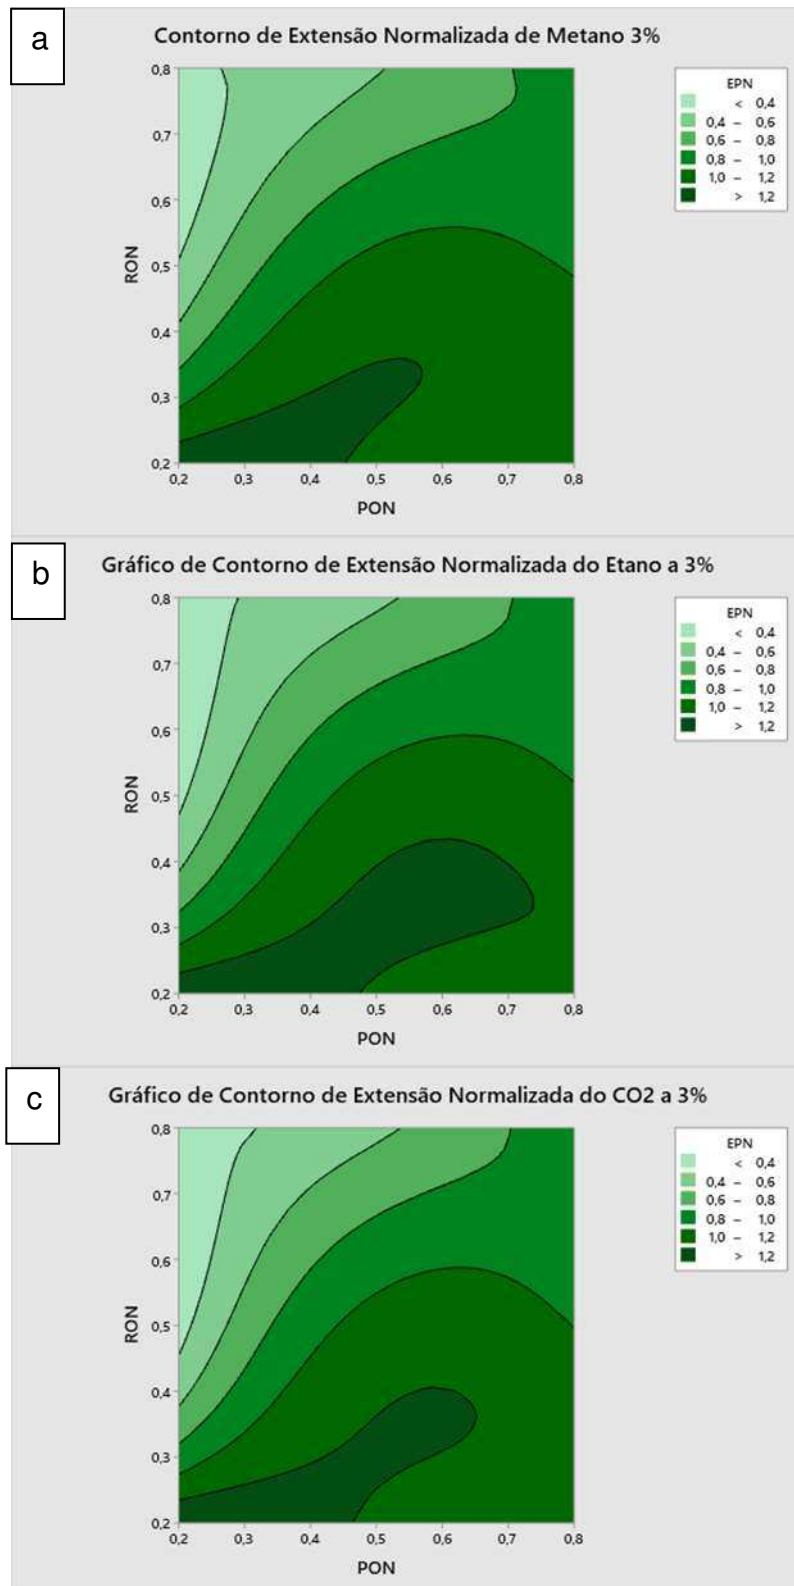 a
Contorno de Extensão Normalizada de Metano 3%
EPN
< 0,4
0,4 – 0,6
0,6 – 0,8
0,8 – 1,0
1,0 – 1,2
> 1,2
RON
0,8
0,7
0,6
0,5
0,4
0,3
0,2
0,2 0,3 0,4 0,5 0,6 0,7 0,8
PON
b
Gráfico de Contorno de Extensão Normalizada do Etano a 3%
EPN
< 0,4
0,4 – 0,6
0,6 – 0,8
0,8 – 1,0
1,0 – 1,2
> 1,2
RON
0,8
0,7
0,6
0,5
0,4
0,3
0,2
0,2 0,3 0,4 0,5 0,6 0,7 0,8
PON
c
Gráfico de Contorno de Extensão Normalizada do CO2 a 3%
EPN
< 0,4
0,4 – 0,6
0,6 – 0,8
0,8 – 1,0
1,0 – 1,2
> 1,2
RON
0,8
0,7
0,6
0,5
0,4
0,3
0,2
0,2 0,3 0,4 0,5 0,6 0,7 0,8
PON